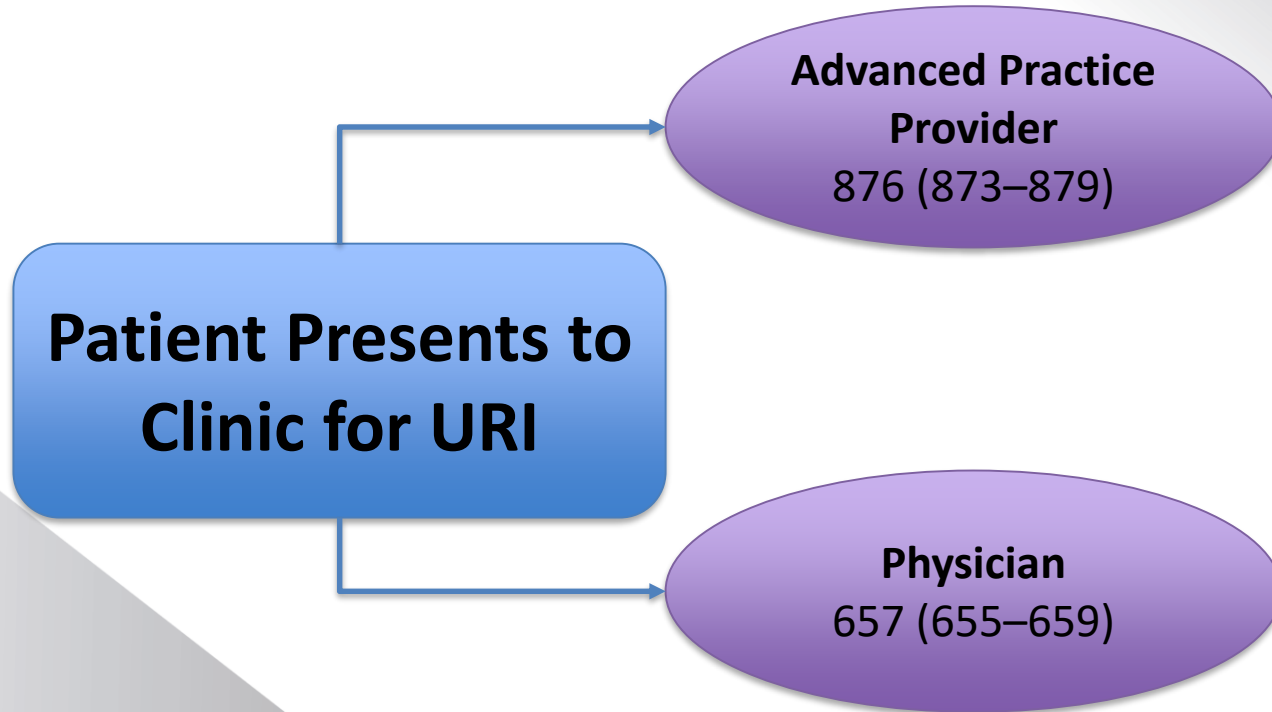 Advanced Practice
Provider
876 (873–879)
Patient Presents to
Clinic for URI
Physician
657 (655–659)